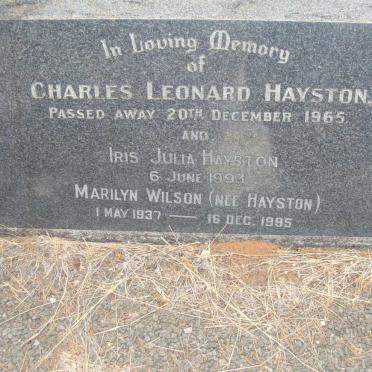 In Loving Memory
of
CHARLES LEONARD HAYSTON,
PASSED AWAY 20TH DECEMBER 1965
AND
IRIS JULIA HAYSTON
6 JUNE 1993
MARILYN WILSON (NEE HAYSTON)
1 MAY 1937 — 16 DEC. 1995